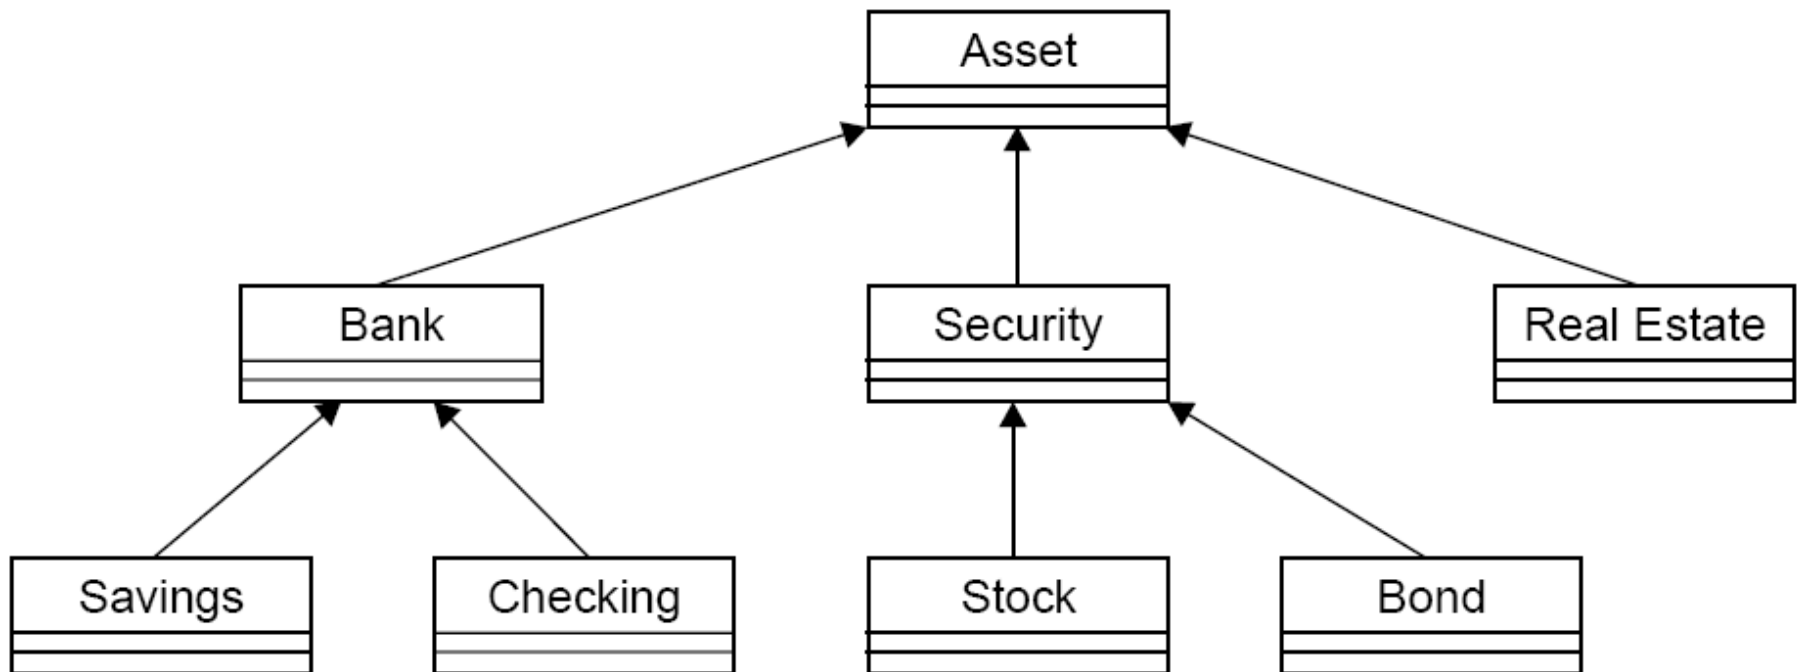 Asset
Bank
Security
Real Estate
Savings
Checking
Stock
Bond